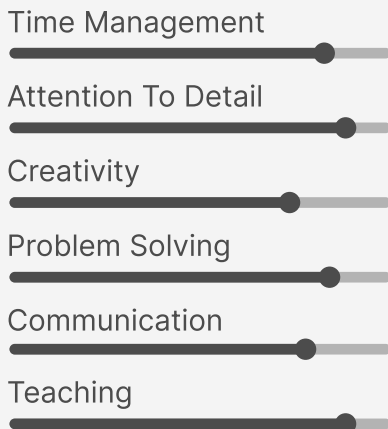 Time Management
Attention To Detail
Creativity
Problem Solving
Communication
Teaching